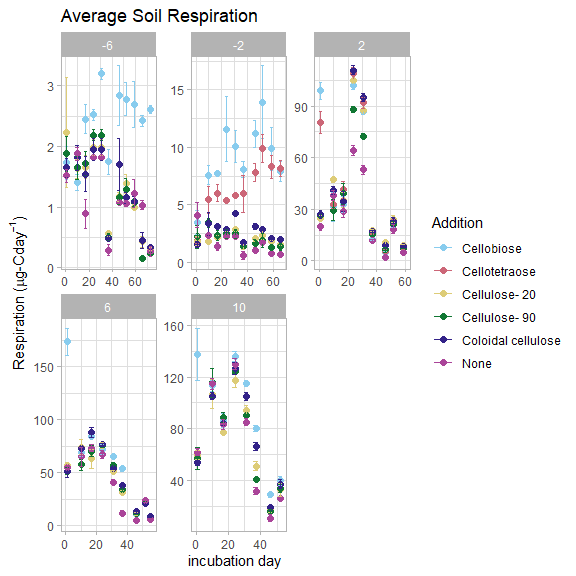 Average Soil Respiration
-6
-2
2
0
1
2
3
0
5
10
15
0
30
60
90
0 20 40 60
0 20 40 60
0 20 40 60
6
10
0
50
100
150
40
80
120
160
0 20 40
0 20 40
Respiration (μg-Cday⁻¹)
incubation day
Addition
Cellobiose
Cellotetraose
Cellulose- 20
Cellulose- 90
Coloidal cellulose
None